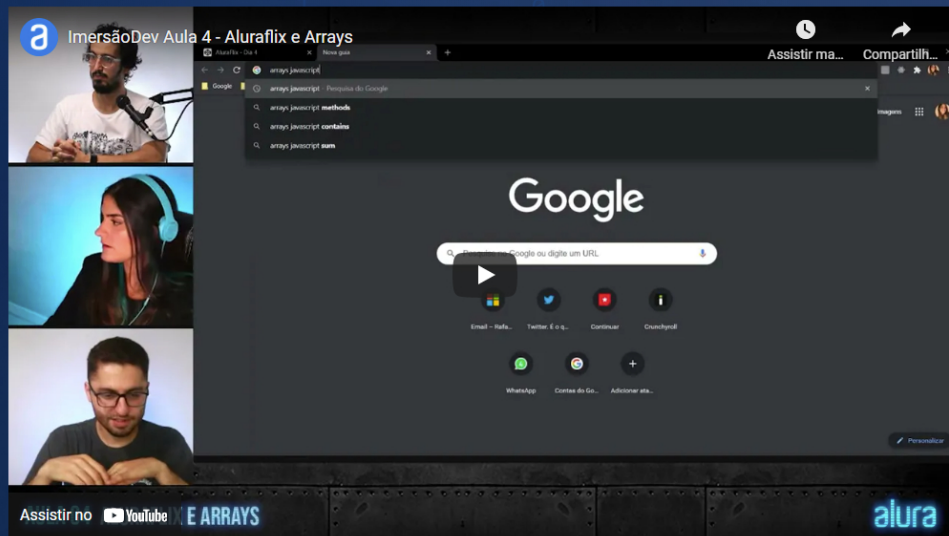 a
ImersãoDev Aula 4 - Aluraflix e Arrays
Assistir ma...
Compartilh...
Aluraflix - Dia 4
Nova guia
arrays javascript
Google
arrays javascript - Pesquisa do Google
arrays javascript methods
arrays javascript contains
arrays javascript sum
Imagens
Google
Google ou digite um URL
Email – Rafa...
Twitter. É o q...
Continuar
Crunchyroll
WhatsApp
Contas do Go...
Adicionar ata...
Personalizar
Assistir no YouTube
E ARRAYS
alura